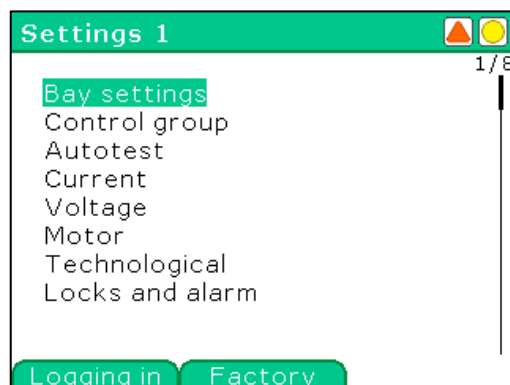 Settings 1
1/8
Bay settings
Control group
Autotest
Current
Voltage
Motor
Technological
Locks and alarm
Logging in
Factory